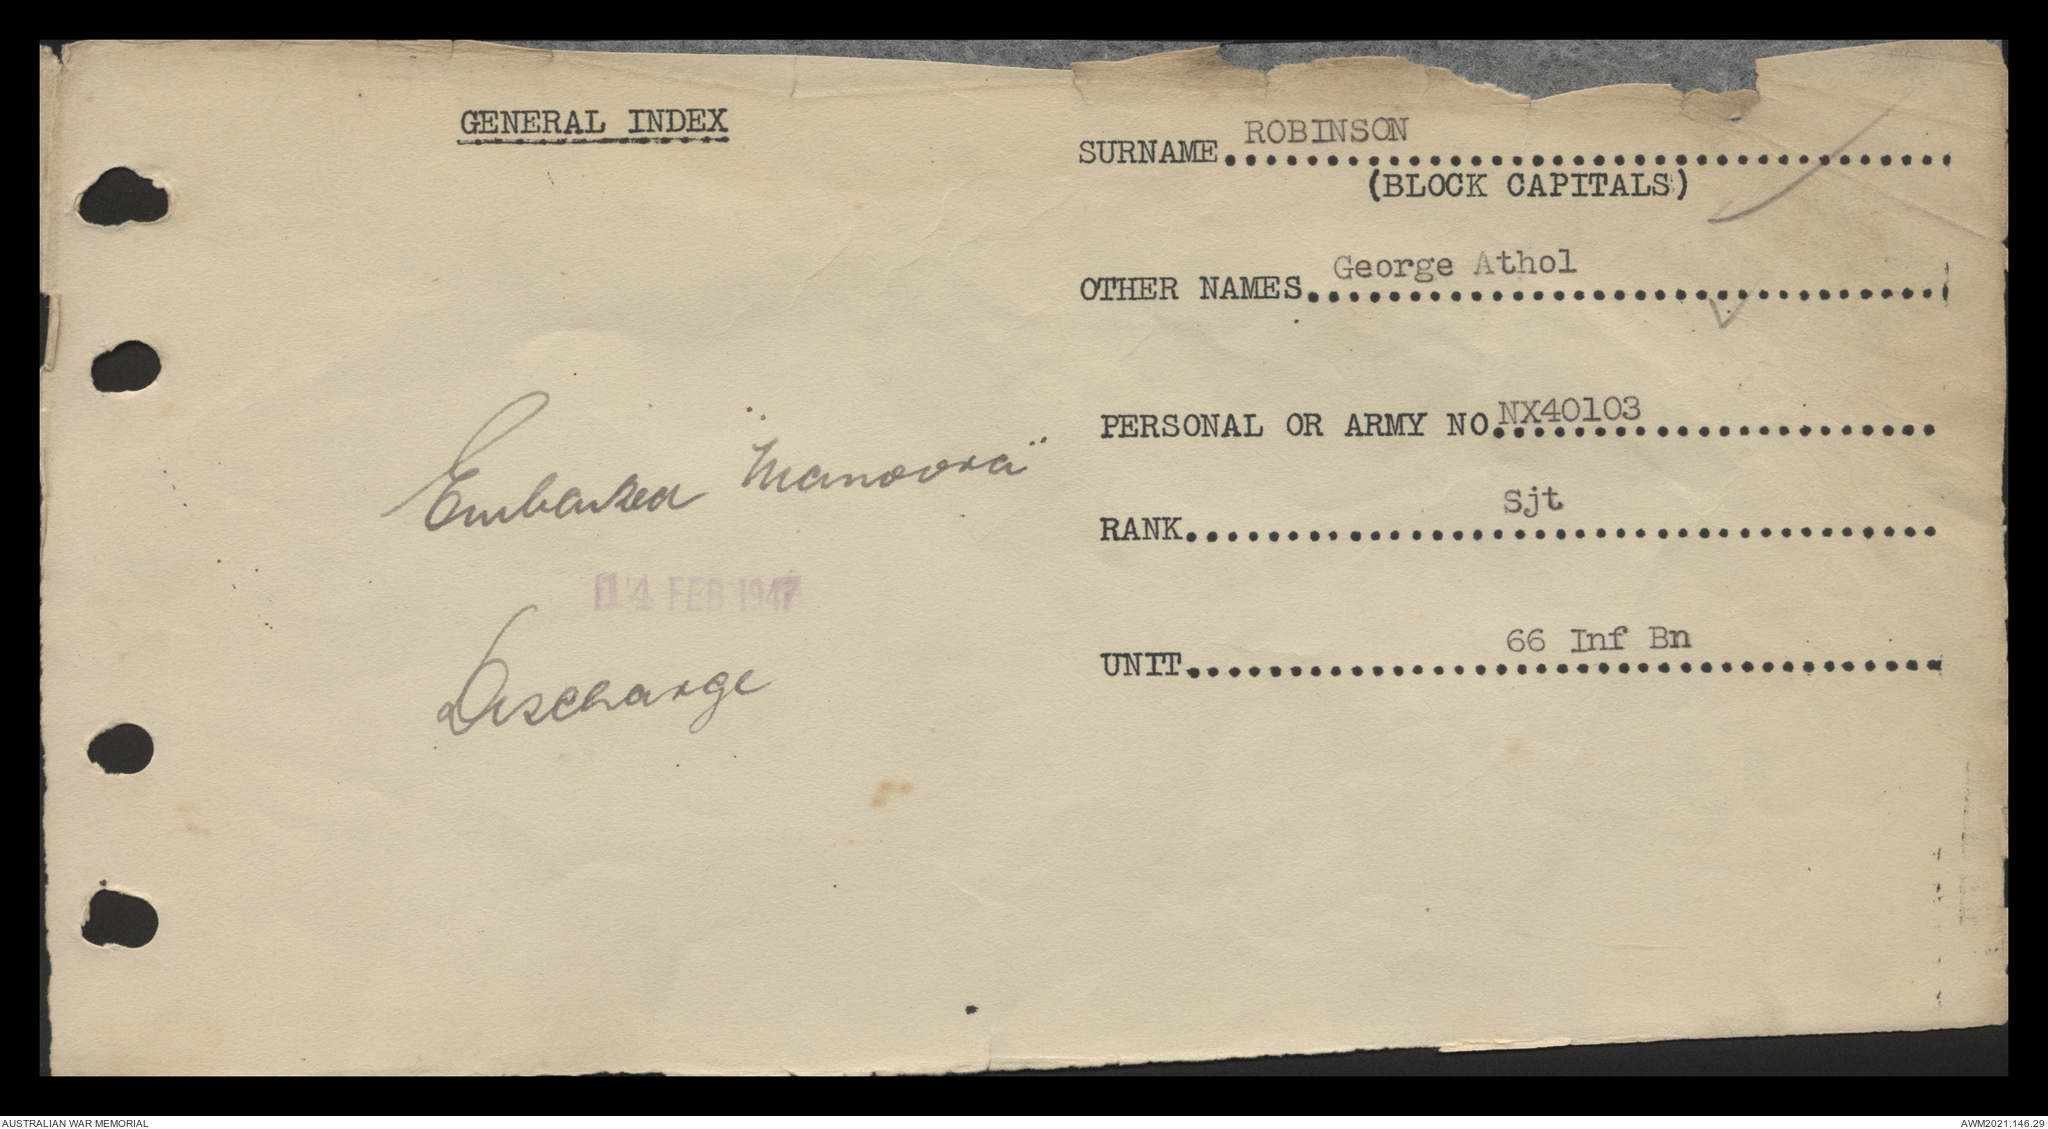 GENERAL INDEX
SURNAME ROBINSON
(BLOCK CAPITALS)
OTHER NAMES George Athol
PERSONAL OR ARMY NO NX40103
RANK Sjt
UNIT 66 Inf Bn
Embarked "Manoora"
14 FEB 1947
Discharge
AUSTRALIAN WAR MEMORIAL
AWM2021.146.29